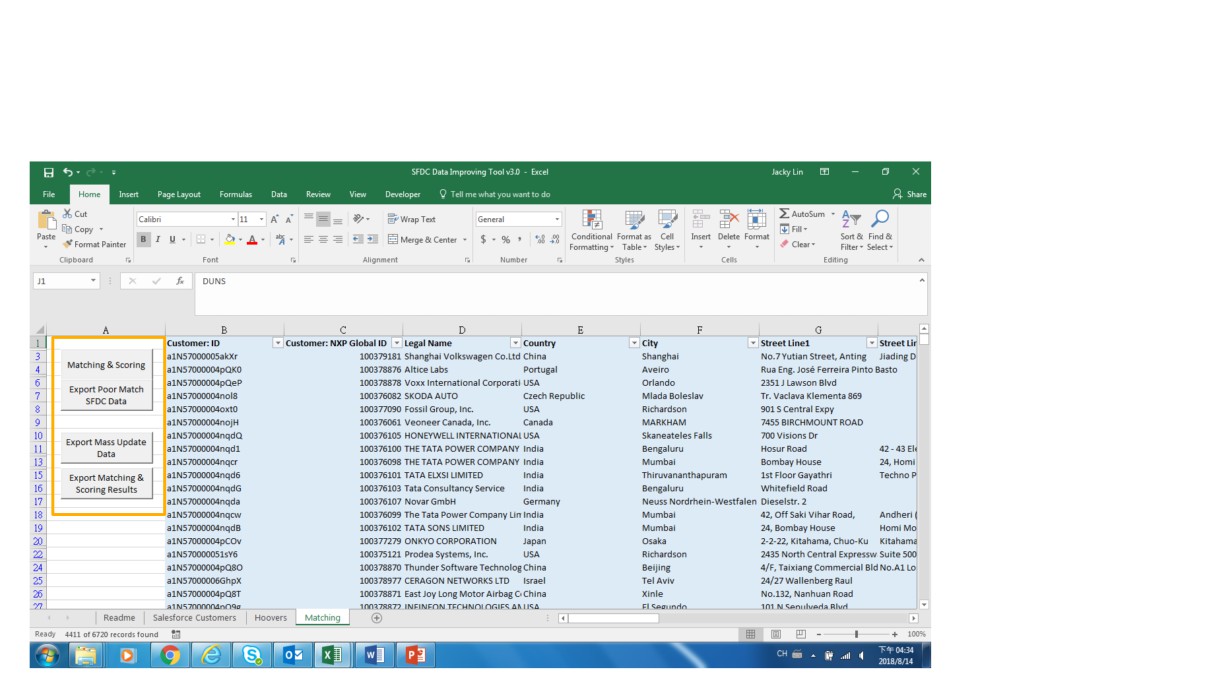 SFDC Data Improving Tool v3.0 - Excel
Jacky Lin
File Home Insert Page Layout Formulas Data Review View Developer Tell me what you want to do Share
Cut
Copy
Format Painter
Paste
Calibri 11
B I U
Wrap Text
Merge & Center
General
$ % ,
Conditional Formatting
Format as Table
Cell Styles
Insert Delete Format
AutoSum
Fill
Clear
Sort & Filter
Find & Select
Clipboard Font Alignment Number Styles Cells Editing
J1 fx DUNS
A B C D E F G
1 Customer: ID Customer: NXP Global ID Legal Name Country City Street Line1 Street Lin
3 a1N57000005akXr 100379181 Shanghai Volkswagen Co.Ltd China Shanghai No.7 Yutian Street, Anting Jiading D
4 a1N57000004pQK0 100378876 Altice Labs Portugal Aveiro Rua Eng. José Ferreira Pinto Basto
6 a1N57000004pQeP 100378878 Voxx International Corporati USA Orlando 2351 J Lawson Blvd
7 a1N57000004nol8 100376082 SKODA AUTO Czech Republic Mlada Boleslav Tr. Vaclava Klementa 869
8 a1N57000004oxt0 100377090 Fossil Group, Inc. USA Richardson 901 S Central Expy
9 a1N57000004nojH 100376061 Veoneer Canada, Inc. Canada MARKHAM 7455 BIRCHMOUNT ROAD
10 a1N57000004nqdQ 100376105 HONEYWELL INTERNATIONAL USA Skaneateles Falls 700 Visions Dr
11 a1N57000004nqd1 100376100 THE TATA POWER COMPANY India Bengaluru Hosur Road 42 - 43 Ele
13 a1N57000004nqcr 100376098 THE TATA POWER COMPANY India Mumbai Bombay House 24, Homi
15 a1N57000004nqd6 100376101 TATA ELXSI LIMITED India Thiruvananthapuram 1st Floor Gayathri Techno P
16 a1N57000004nqdG 100376103 Tata Consultancy Service India Bengaluru Whitefield Road
17 a1N57000004nqda 100376107 Novar GmbH Germany Neuss Nordrhein-Westfalen Dieselstr. 2
18 a1N57000004nqcw 100376099 The Tata Power Company Lim India Mumbai 42, Off Saki Vihar Road, Andheri (
19 a1N57000004nqdB 100376102 TATA SONS LIMITED India Mumbai 24, Bombay House Homi Mo
20 a1N57000004pCOv 100377279 ONKYO CORPORATION Japan Osaka 2-2-22, Kitahama, Chuo-Ku Kitahama
22 a1N570000051sY6 100375121 Prodea Systems, Inc. USA Richardson 2435 North Central Expressw Suite 500
24 a1N57000004pQ8O 100378870 Thunder Software Technolog China Beijing 4/F, Taixiang Commercial Bld No.A1 Lo
25 a1N57000006GhpX 100378977 CERAGON NETWORKS LTD Israel Tel Aviv 24/27 Wallenberg Raul
26 a1N57000004pQ8T 100378871 East Joy Long Motor Airbag C China Xinle No.132, Nanhuan Road
27 a1N57000004pQ9g 100378872 INFINEON TECHNOLOGIES AM USA El Segundo 101 N Sepulveda Blvd
Matching & Scoring
Export Poor Match
SFDC Data
Export Mass Update
Data
Export Matching &
Scoring Results
Readme Salesforce Customers Hoovers Matching
Ready 4411 of 6720 records found 100%
CH 下午 04:34
2018/8/14